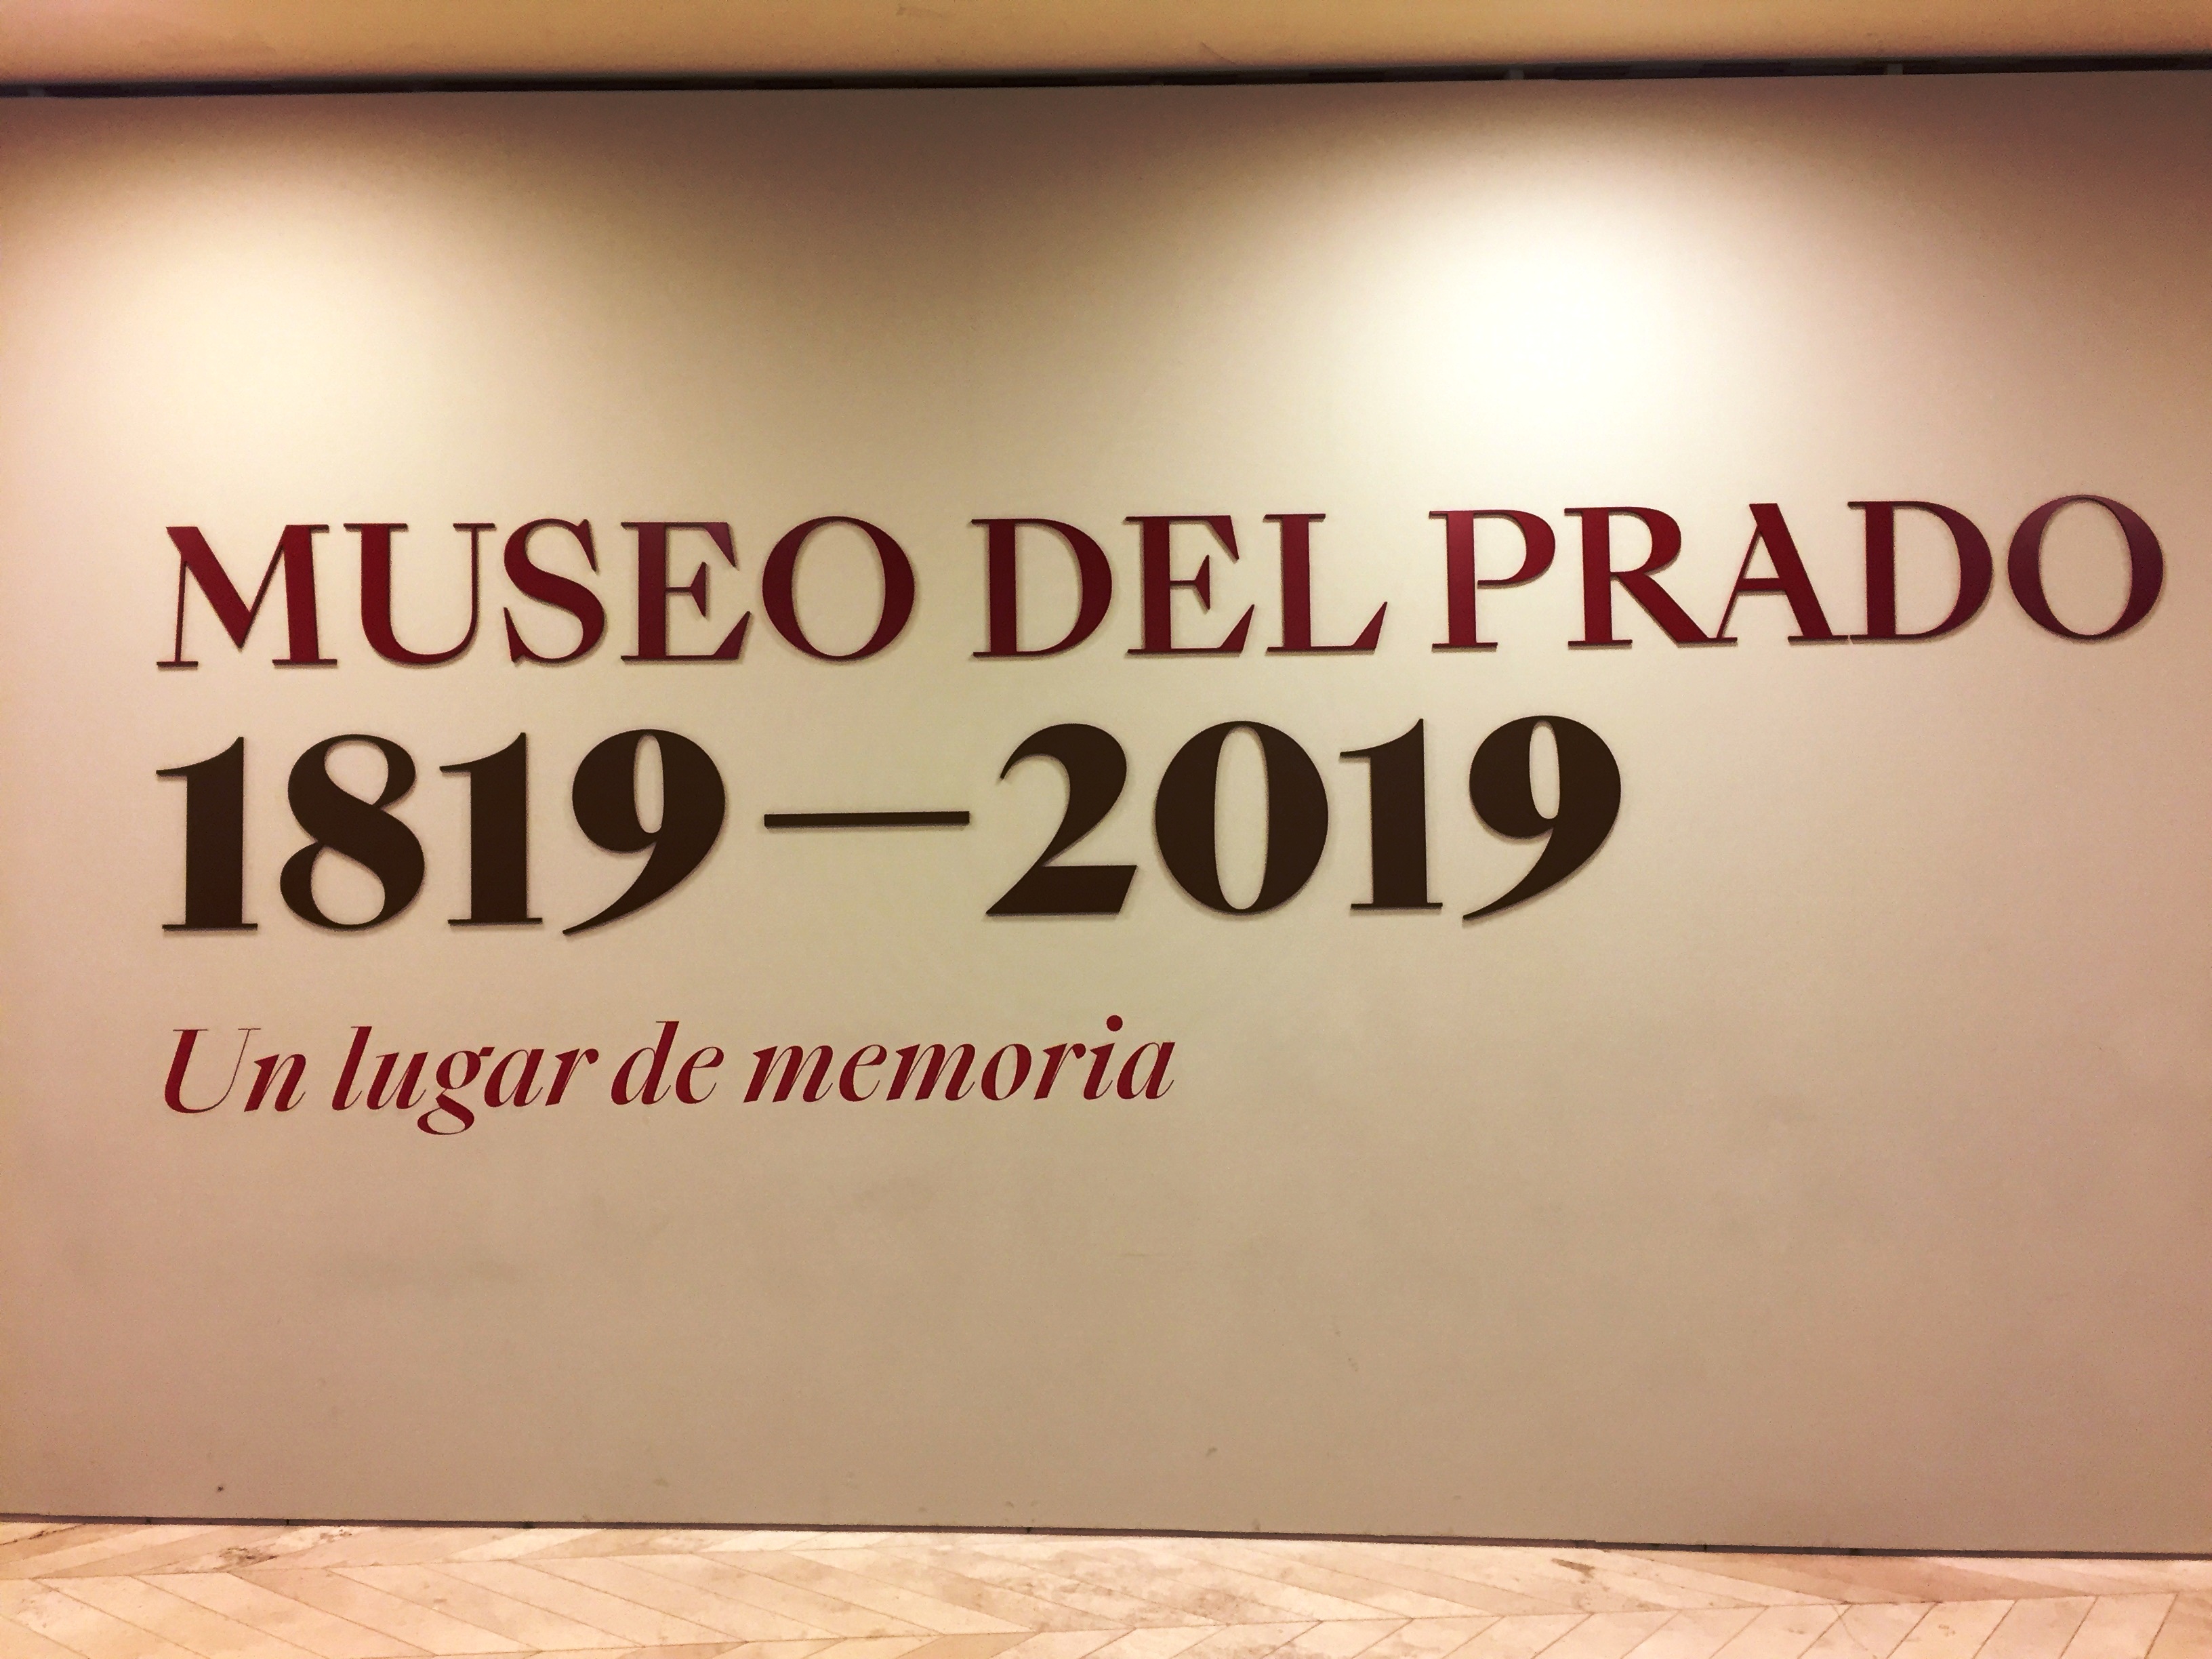 MUSEO DEL PRADO
1819—2019
Un lugar de memoria